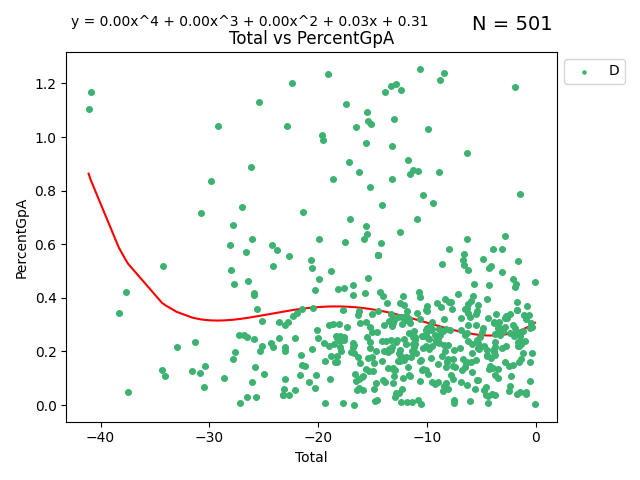 y = 0.00x^4 + 0.00x^3 + 0.00x^2 + 0.03x + 0.31
N = 501
Total vs PercentGpA
D
PercentGpA
1.2
1.0
0.8
0.6
0.4
0.2
0.0
−40 −30 −20 −10 0
Total